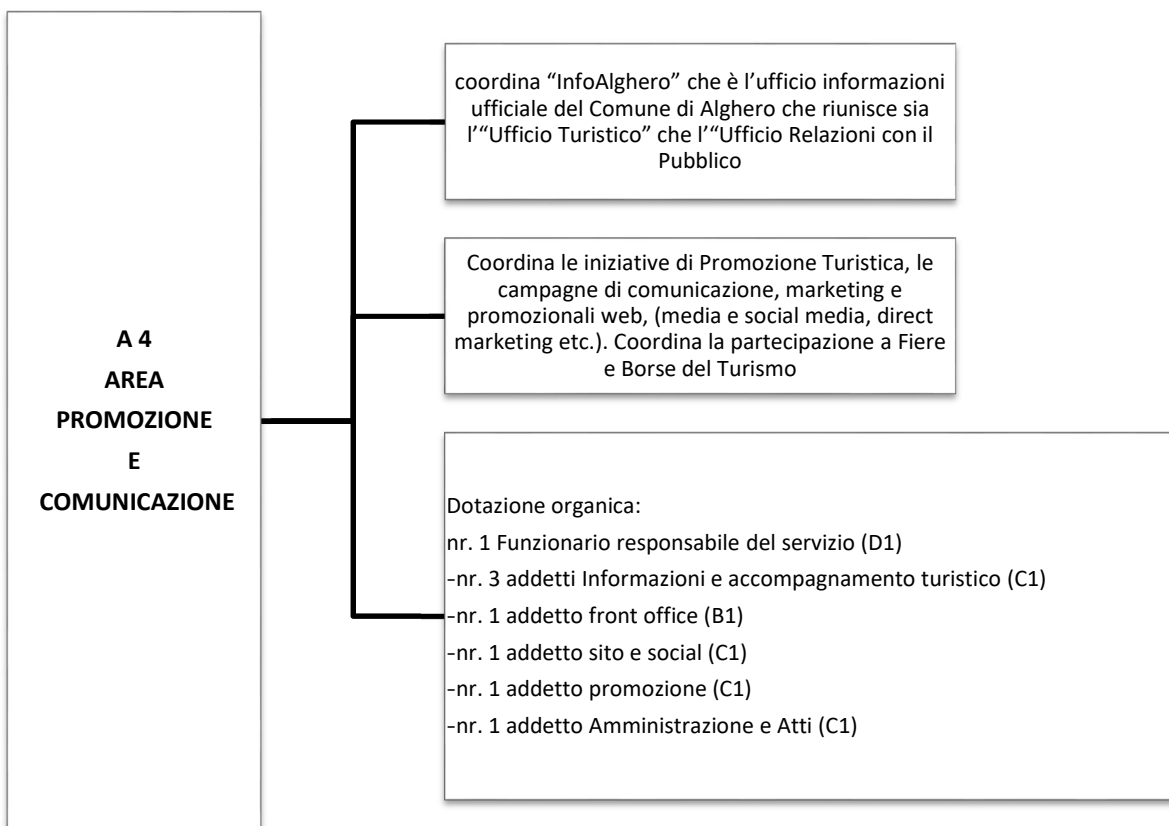 A 4
AREA
PROMOZIONE
E
COMUNICAZIONE
coordina “InfoAlghero” che è l’ufficio informazioni
ufficiale del Comune di Alghero che riunisce sia
l’“Ufficio Turistico” che l’“Ufficio Relazioni con il
Pubblico
Coordina le iniziative di Promozione Turistica, le
campagne di comunicazione, marketing e
promozionali web, (media e social media, direct
marketing etc.). Coordina la partecipazione a Fiere
e Borse del Turismo
Dotazione organica:
nr. 1 Funzionario responsabile del servizio (D1)
-nr. 3 addetti Informazioni e accompagnamento turistico (C1)
-nr. 1 addetto front office (B1)
-nr. 1 addetto sito e social (C1)
-nr. 1 addetto promozione (C1)
-nr. 1 addetto Amministrazione e Atti (C1)